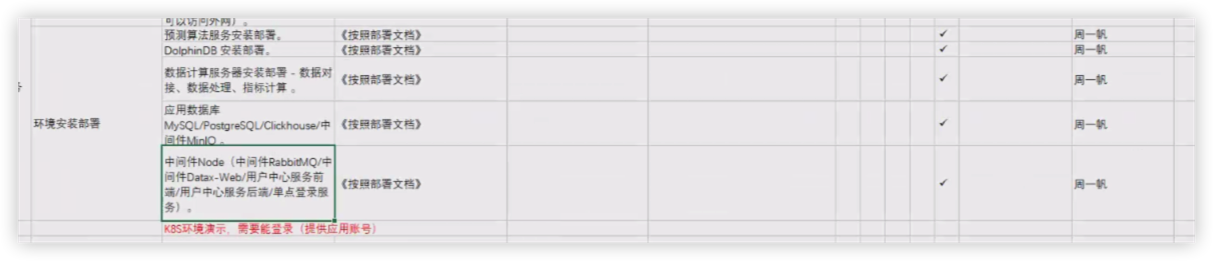 可以访问外网）。
预测算法服务安装部署。 《按照部署文档》 ✓ 周一帆
DolphinDB 安装部署。 《按照部署文档》 ✓ 周一帆
数据计算服务器安装部署 - 数据对
接、数据处理、指标计算 。 《按照部署文档》 ✓ 周一帆
环境安装部署
应用数据库
MySQL/PostgreSQL/Clickhouse/中
间件MinIO 。 《按照部署文档》 ✓ 周一帆
中间件Node（中间件RabbitMQ/中
间件Datax-Web/用户中心服务前
端/用户中心服务后端/单点登录服
务）。 《按照部署文档》 ✓ 周一帆
K8S环境演示，需要能登录（提供应用账号）